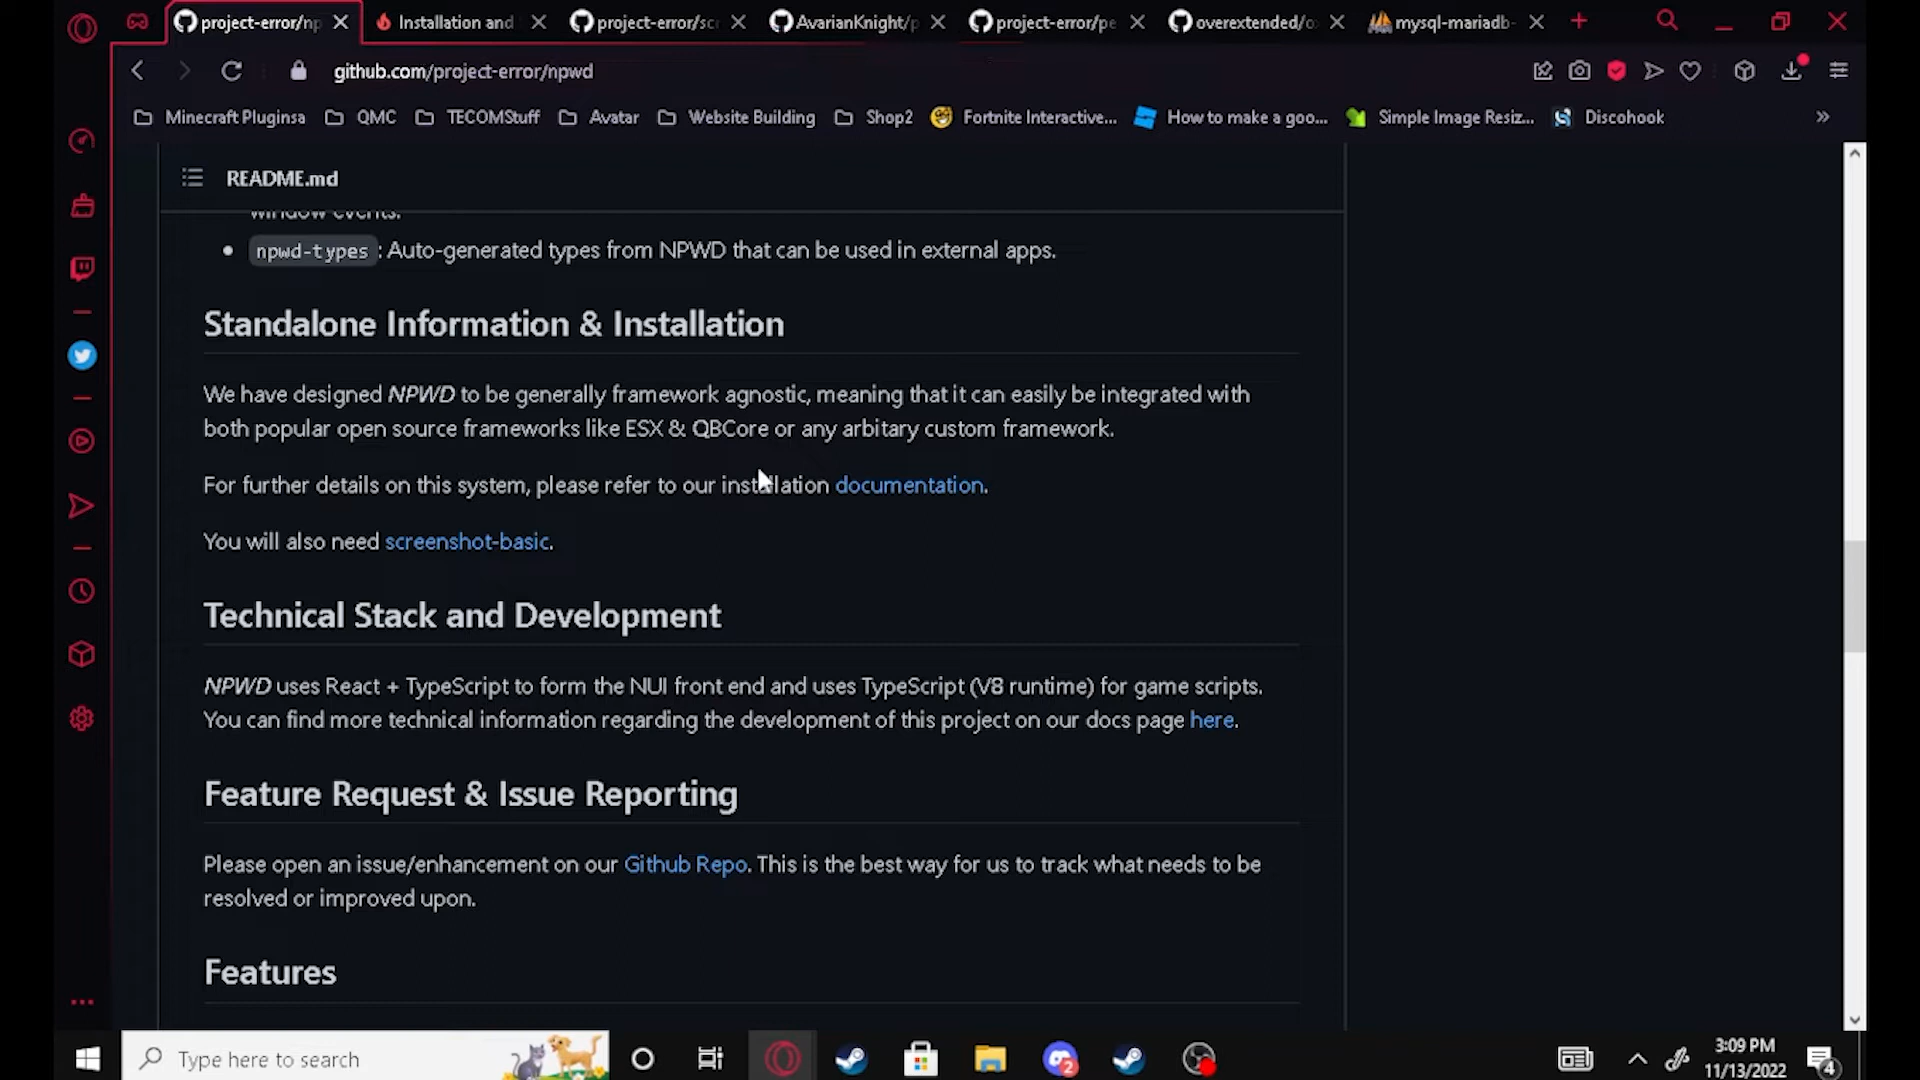 project-error/np
Installation and
project-error/scr
AvarianKnight/p
project-error/pe
overextended/o
mysql-mariadb-
github.com/project-error/npwd
Minecraft Pluginsa
QMC
TECOMStuff
Avatar
Website Building
Shop2
Fortnite Interactive...
How to make a goo...
Simple Image Resiz...
Discohook
README.md
window events.
npwd-types : Auto-generated types from NPWD that can be used in external apps.
Standalone Information & Installation
We have designed NPWD to be generally framework agnostic, meaning that it can easily be integrated with
both popular open source frameworks like ESX & QBCore or any arbitary custom framework.
For further details on this system, please refer to our installation documentation.
You will also need screenshot-basic.
Technical Stack and Development
NPWD uses React + TypeScript to form the NUI front end and uses TypeScript (V8 runtime) for game scripts.
You can find more technical information regarding the development of this project on our docs page here.
Feature Request & Issue Reporting
Please open an issue/enhancement on our Github Repo. This is the best way for us to track what needs to be
resolved or improved upon.
Features
Type here to search
2
3:09 PM
11/13/2022
4